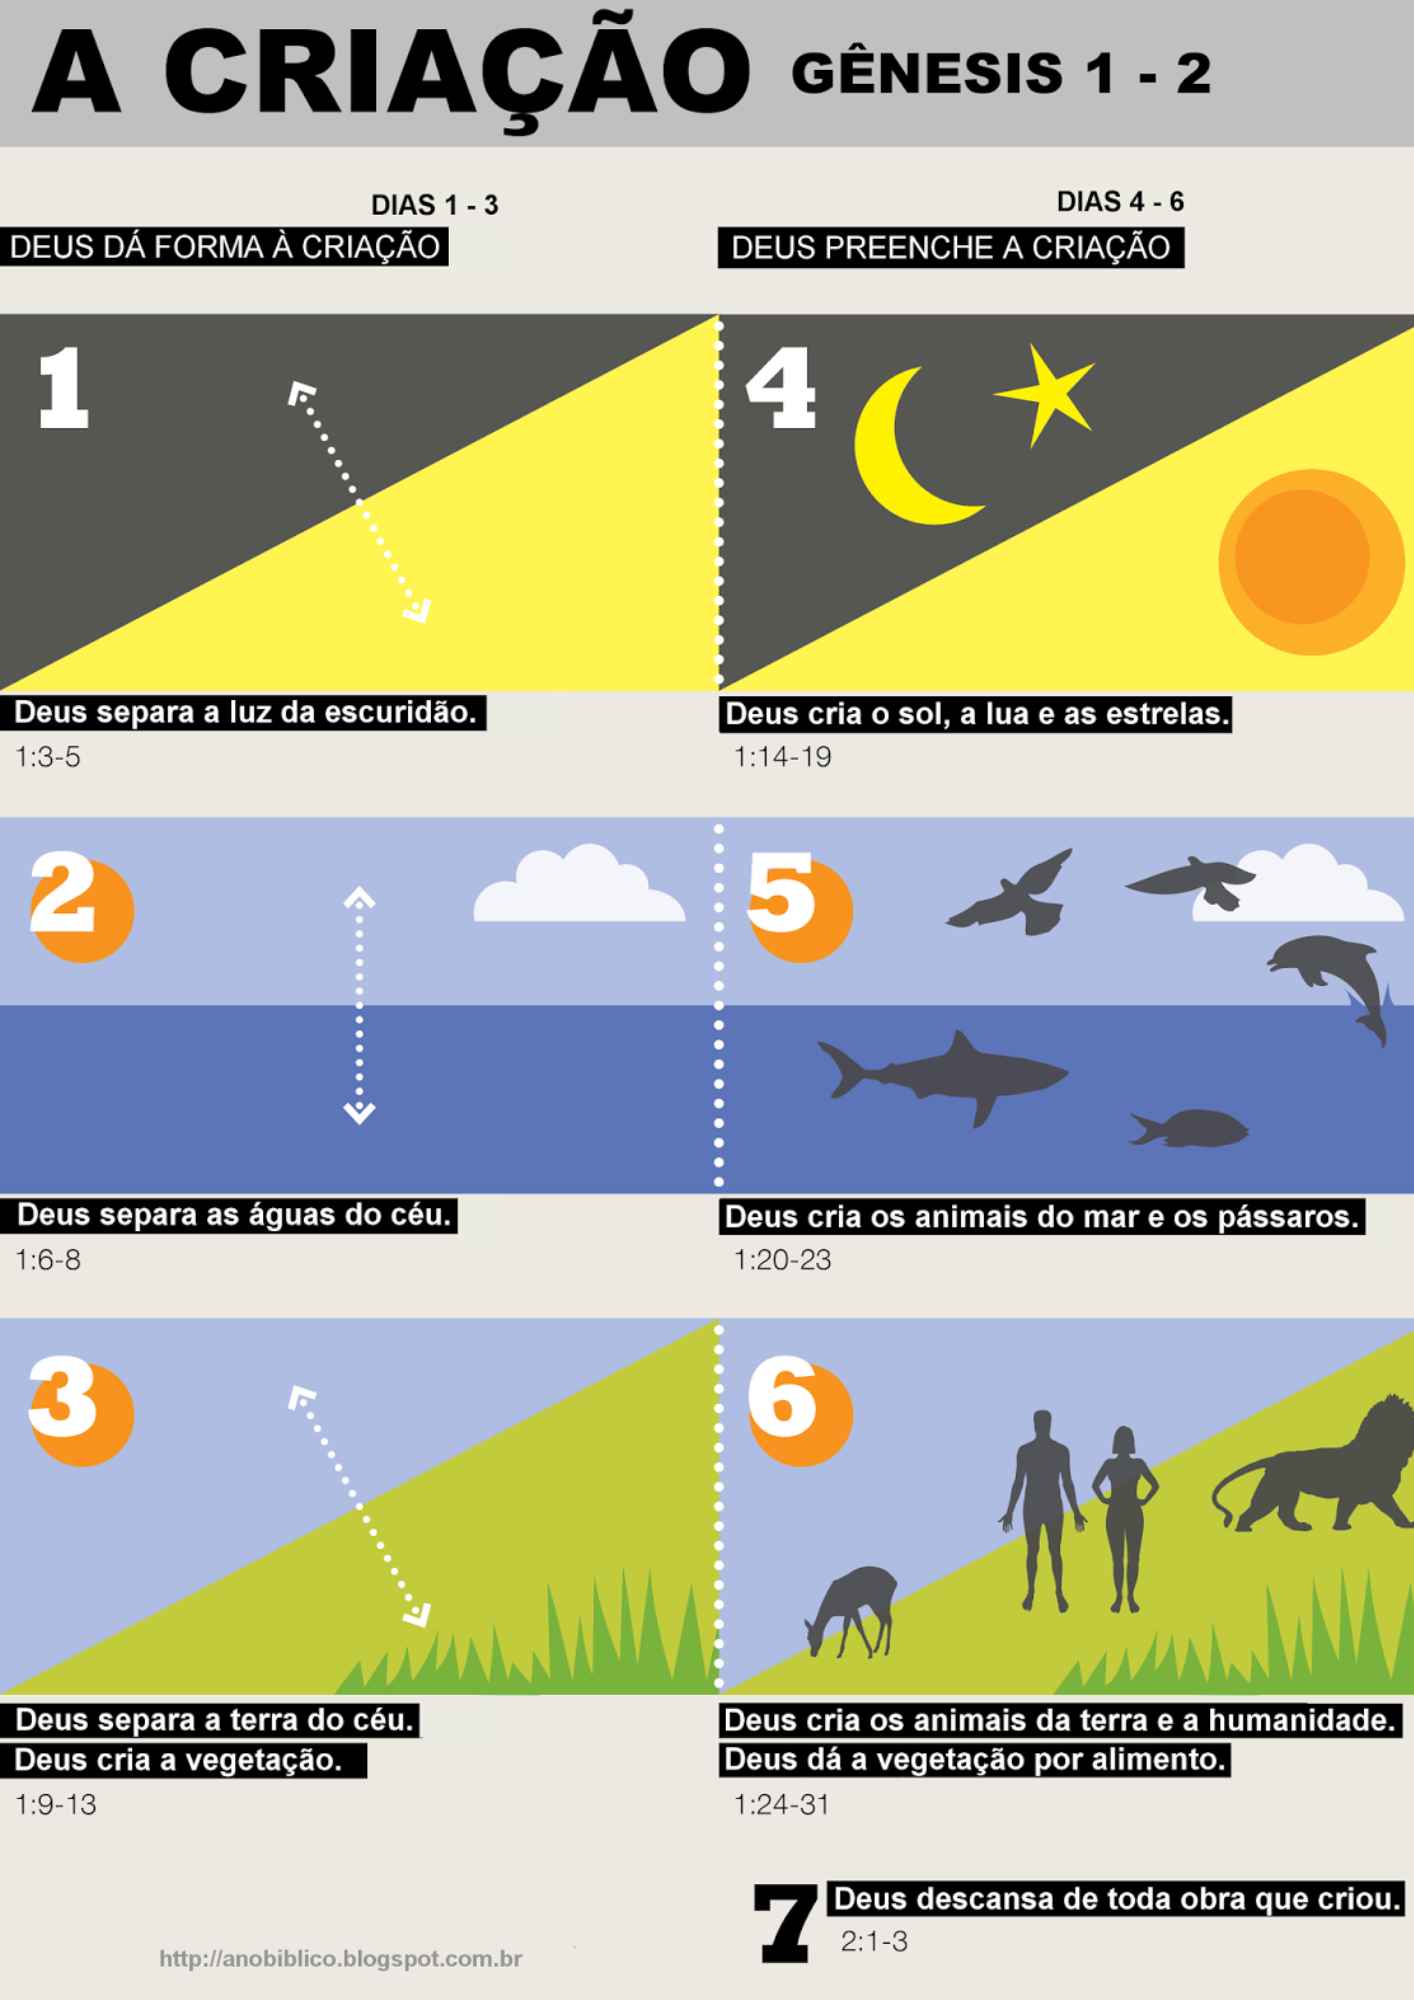 A CRIAÇÃO GÊNESIS 1 - 2
DIAS 1 - 3
DEUS DÁ FORMA À CRIAÇÃO
DIAS 4 - 6
DEUS PREENCHE A CRIAÇÃO
1
Deus separa a luz da escuridão.
1:3-5
4
Deus cria o sol, a lua e as estrelas.
1:14-19
2
Deus separa as águas do céu.
1:6-8
5
Deus cria os animais do mar e os pássaros.
1:20-23
3
Deus separa a terra do céu.
Deus cria a vegetação.
1:9-13
6
Deus cria os animais da terra e a humanidade.
Deus dá a vegetação por alimento.
1:24-31
7
Deus descansa de toda obra que criou.
2:1-3
http://anobiblico.blogspot.com.br